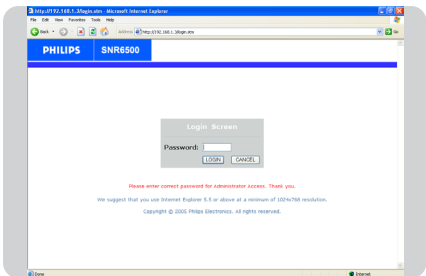 http://192.168.1.3/login.stm - Microsoft Internet Explorer
File Edit View Favorites Tools Help
Back
Address http://192.168.1.3/login.stm
Go
PHILIPS SNR6500
Login Screen
Password:
LOGIN CANCEL
Please enter correct password for Administrator Access. Thank you.
We suggest that you use Internet Explorer 5.5 or above at a minimum of 1024x768 resolution.
Copyright © 2005 Philips Electronics. All rights reserved.
Done
Internet